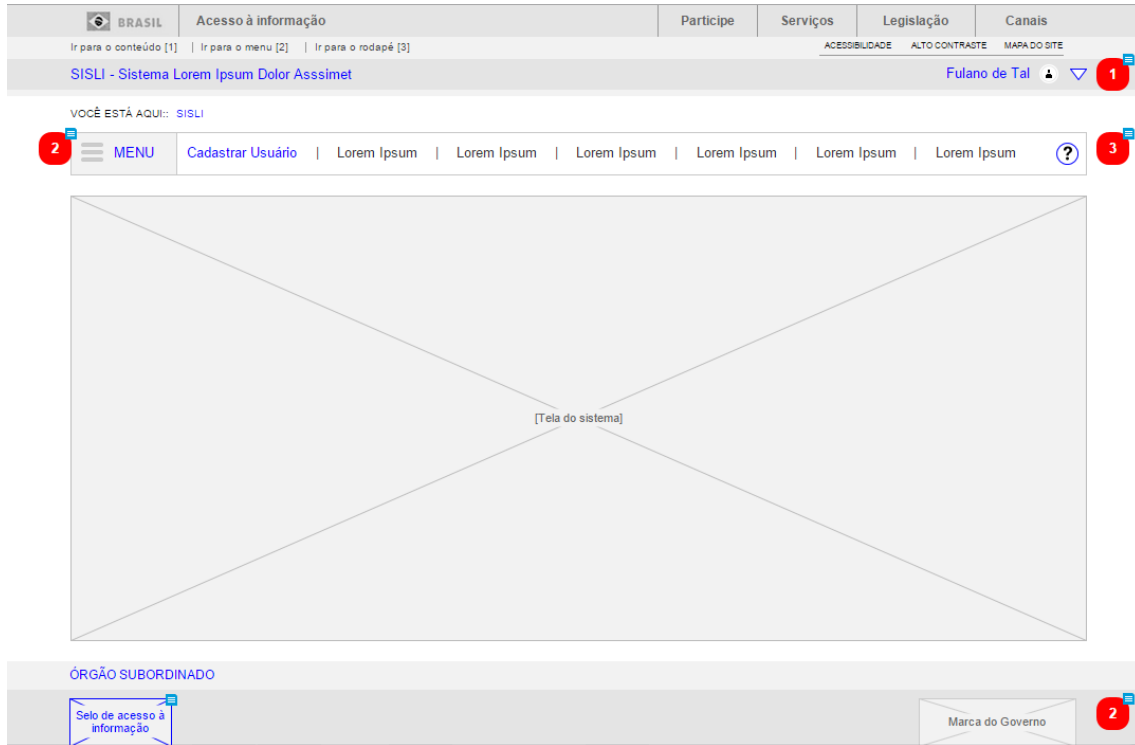 BRASIL Acesso à informação Participe Serviços Legislação Canais
Ir para o conteúdo [1] | Ir para o menu [2] | Ir para o rodapé [3] ACESSIBILIDADE ALTO CONTRASTE MAPA DO SITE
SISLI - Sistema Lorem Ipsum Dolor Asssimet Fulano de Tal 1
VOCÊ ESTÁ AQUI:: SISLI
2 MENU Cadastrar Usuário | Lorem Ipsum | Lorem Ipsum | Lorem Ipsum | Lorem Ipsum | Lorem Ipsum | Lorem Ipsum ? 3
[Tela do sistema]
ÓRGÃO SUBORDINADO
Selo de acesso à
informação
Marca do Governo 2